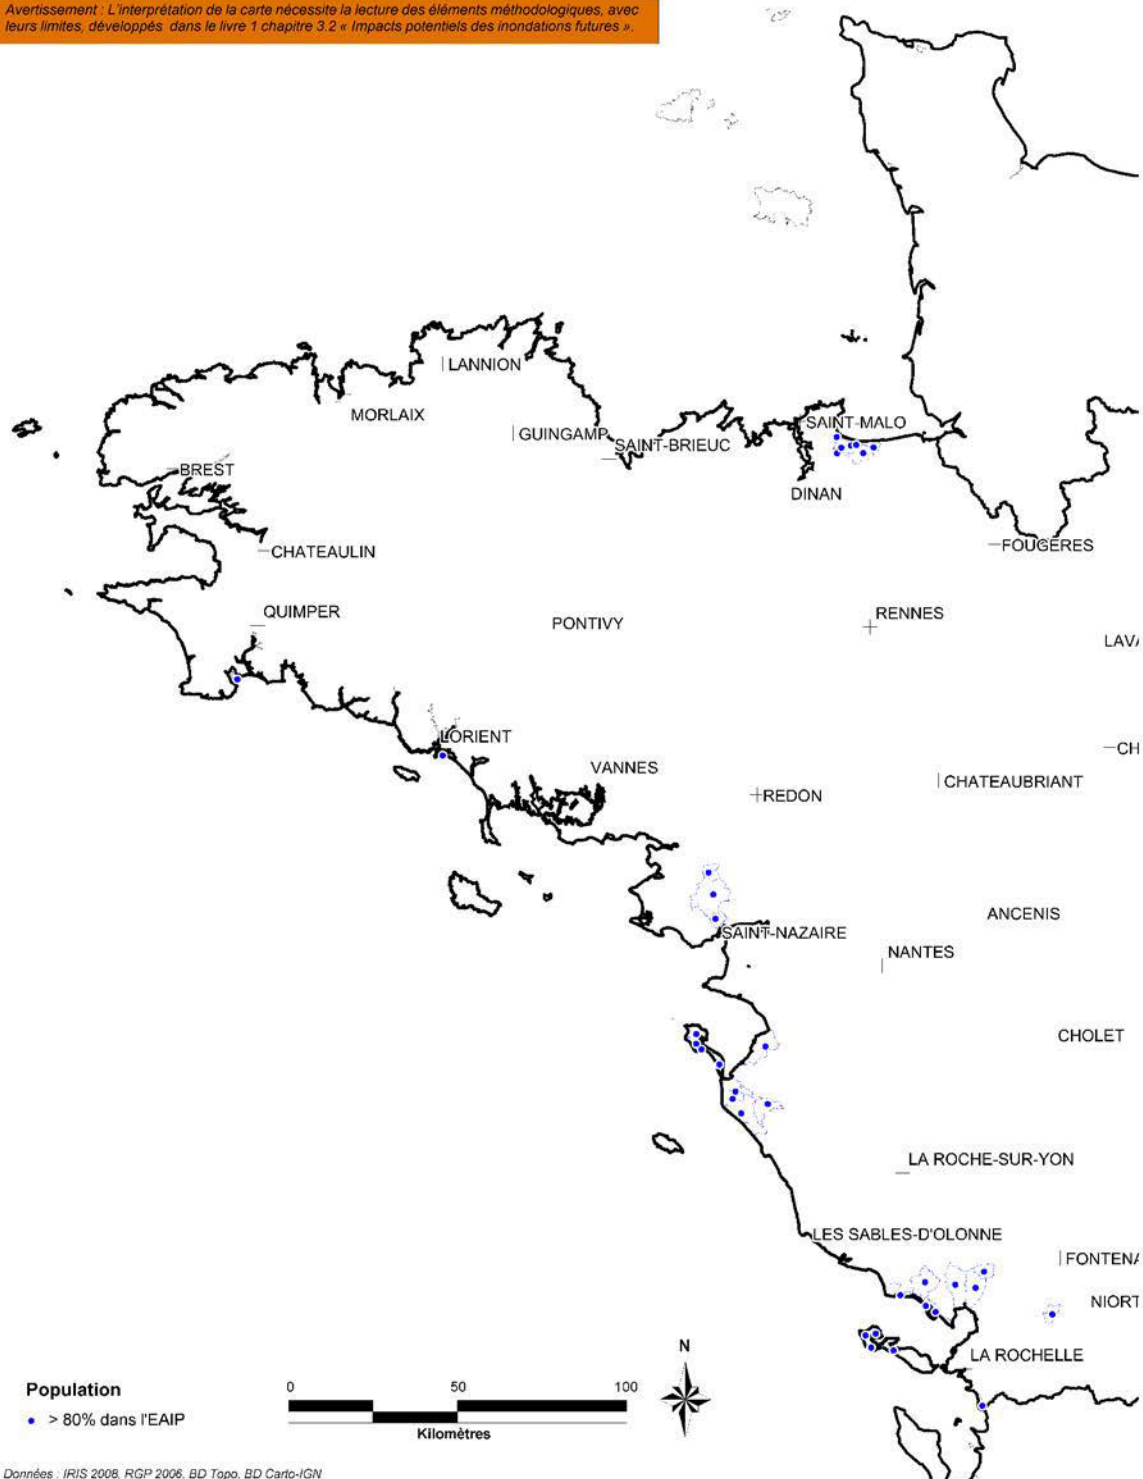 Avertissement : L'interprétation de la carte nécessite la lecture des éléments méthodologiques, avec
leurs limites, développés dans le livre 1 chapitre 3.2 « Impacts potentiels des inondations futures ».
LANNION
MORLAIX
GUINGAMP
SAINT-BRIEUC
SAINT-MALO
BREST
DINAN
CHATEAULIN
FOUGERES
QUIMPER
PONTIVY
RENNES
LAVA
LORIENT
CH
VANNES
CHATEAUBRIANT
REDON
ANCENIS
SAINT-NAZAIRE
NANTES
CHOLET
LA ROCHE-SUR-YON
LES SABLES-D'OLONNE
FONTENA
NIORT
LA ROCHELLE
N
Population
> 80% dans l'EAIP
0 50 100
Kilomètres
Données : IRIS 2008, RGP 2006, BD Topo, BD Carto-IGN